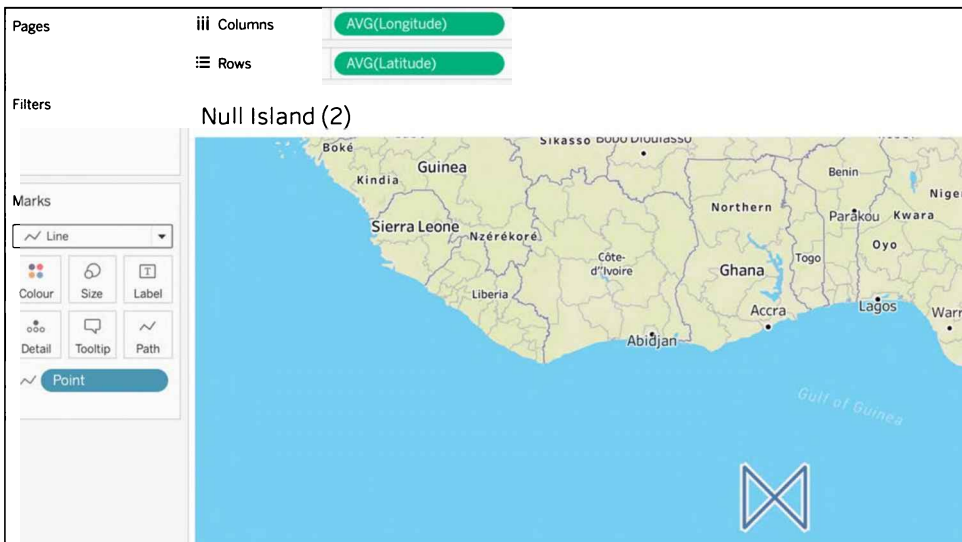 Pages
Columns
AVG(Longitude)
Rows
AVG(Latitude)
Filters
Null Island (2)
Marks
Line
Colour
Size
T
Label
Detail
Tooltip
Path
Point
Boké
Sikasso
Guinea
Kindia
Benin
Northern
Sierra Leone
Nzérékoré
Parakou
Kwara
Oyo
Côte-
d''Ivoire
Togo
Ghana
Liberia
Accra
Lagos
Abidjan
Gulf of Guinea